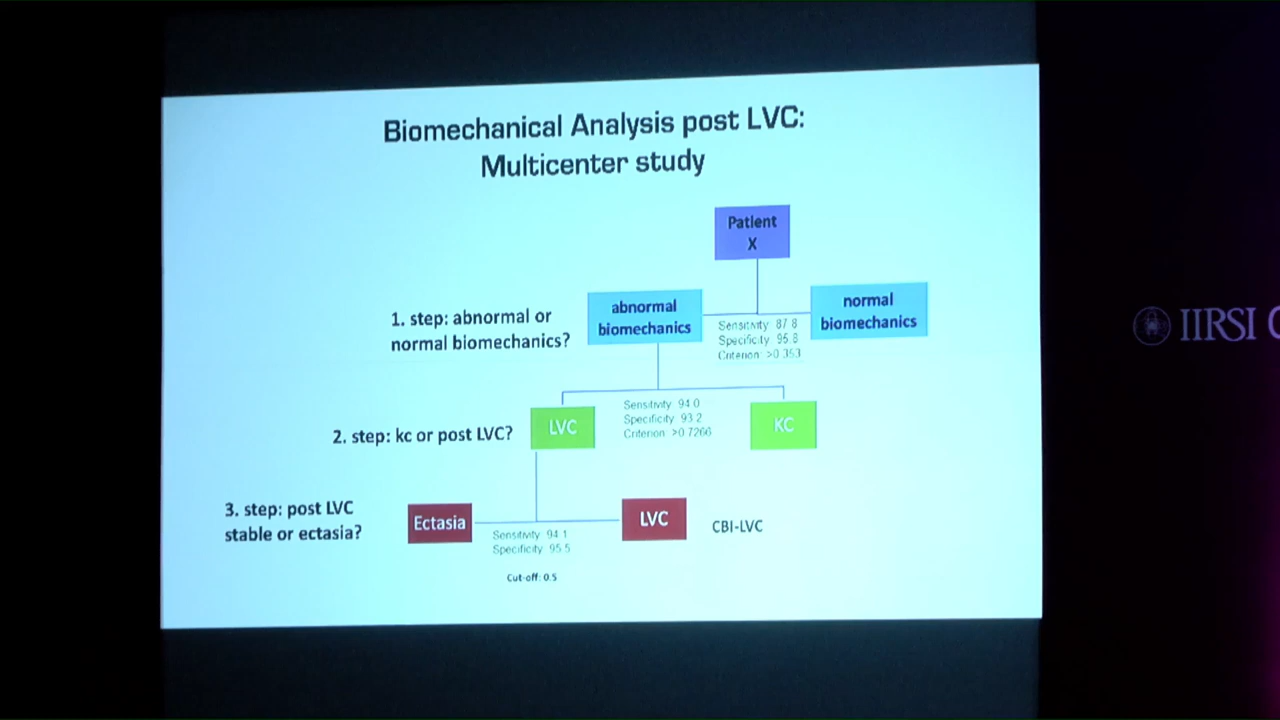 Biomechanical Analysis post LVC:
Multicenter study
Patient
X
1. step: abnormal or
normal biomechanics?
abnormal
biomechanics
normal
biomechanics
Sensitivity 87.8
Specificity 95.8
Criterion >0.353
2. step: kc or post LVC?
LVC
Sensitivity 94.0
Specificity 93.2
Criterion >0.7266
KC
3. step: post LVC
stable or ectasia?
Ectasia
Sensitivity 94.1
Specificity 95.5
Cut-off: 0.5
LVC
CBI-LVC
IIRSI